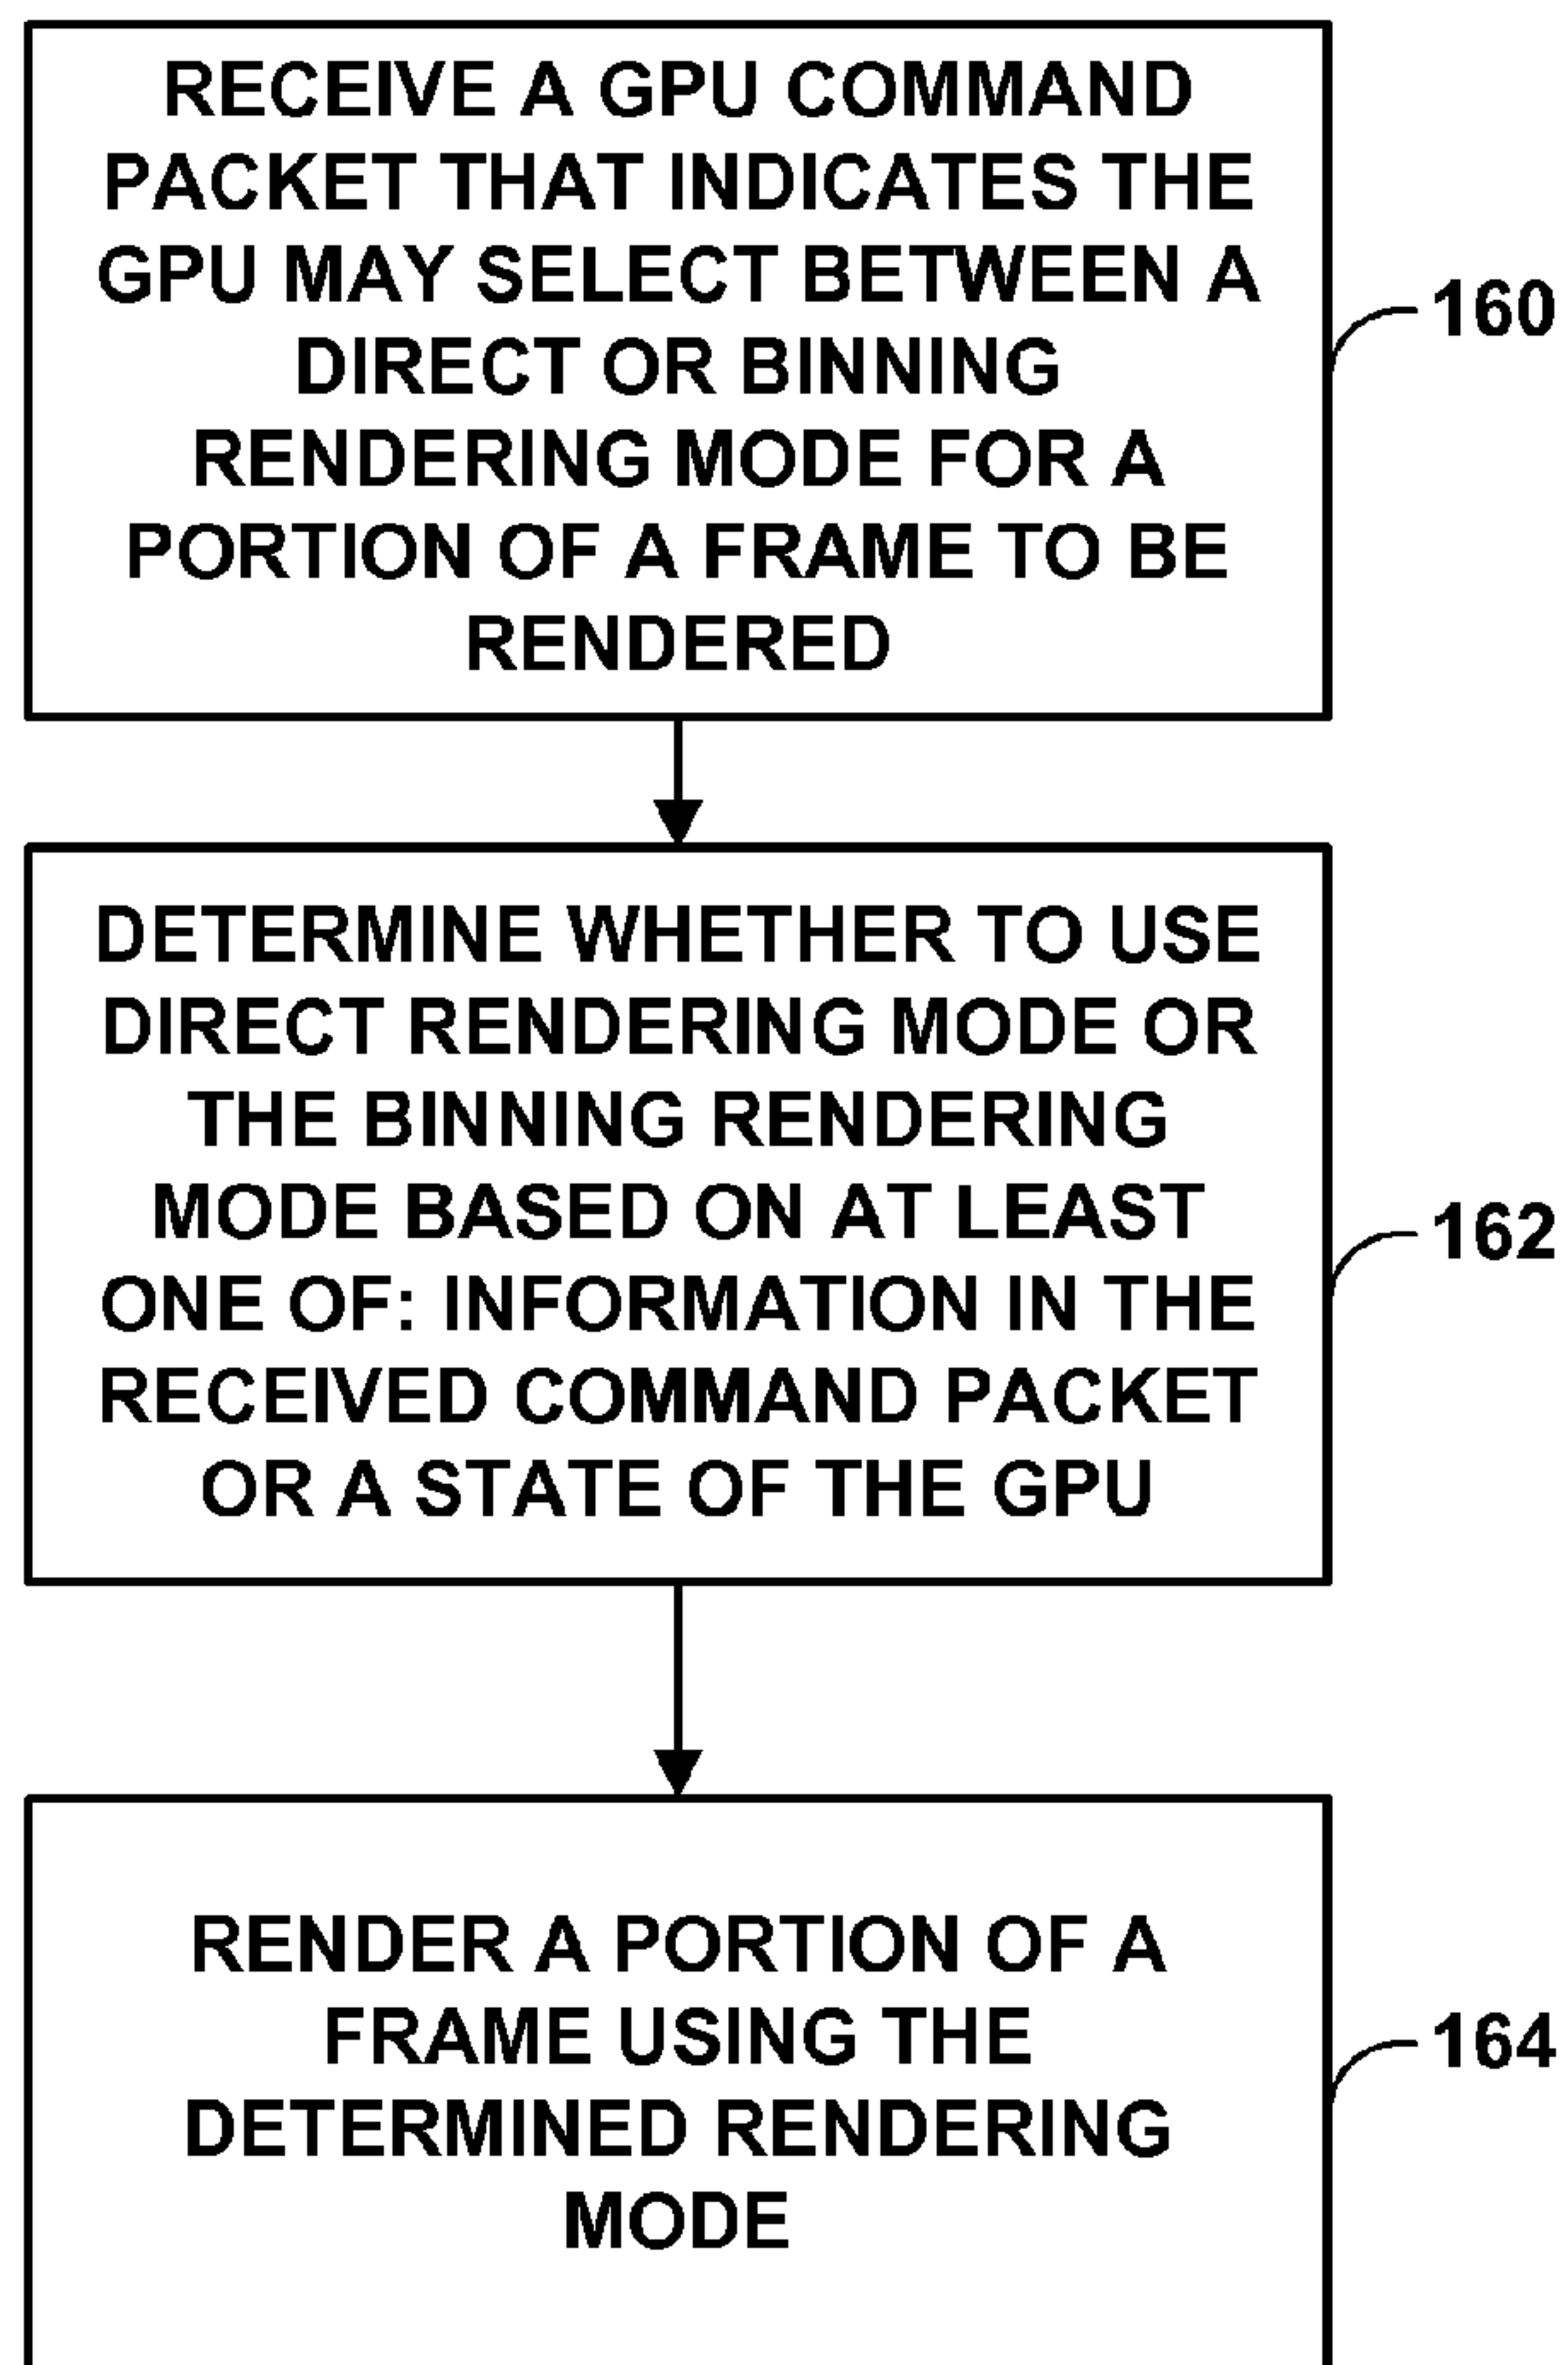 RECEIVE A GPU COMMAND
PACKET THAT INDICATES THE
GPU MAY SELECT BETWEEN A
DIRECT OR BINNING
RENDERING MODE FOR A
PORTION OF A FRAME TO BE
RENDERED
160
DETERMINE WHETHER TO USE
DIRECT RENDERING MODE OR
THE BINNING RENDERING
MODE BASED ON AT LEAST
ONE OF: INFORMATION IN THE
RECEIVED COMMAND PACKET
OR A STATE OF THE GPU
162
RENDER A PORTION OF A
FRAME USING THE
DETERMINED RENDERING
MODE
164